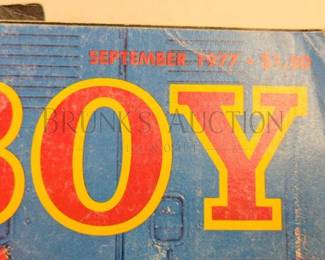 SEPTEMBER 1977 • $1.50
BOY
BRUNK'S AUCTION